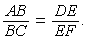 AB/BC = DE/EF.